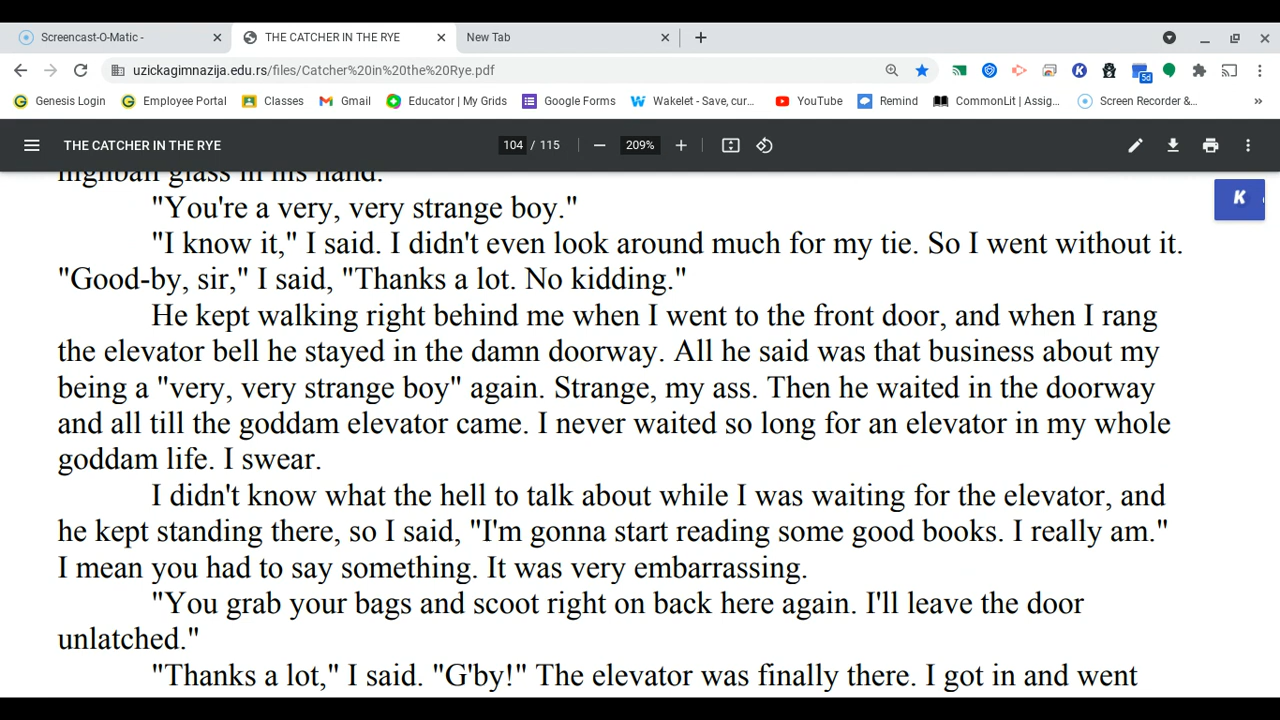 Screencast-O-Matic -
THE CATCHER IN THE RYE
New Tab
uzickagimnazija.edu.rs/files/Catcher%20in%20the%20Rye.pdf
5d
Genesis Login
Employee Portal
Classes
Gmail
Educator | My Grids
Google Forms
Wakelet - Save, cur...
YouTube
Remind
CommonLit | Assig...
Screen Recorder &...
THE CATCHER IN THE RYE
104 / 115
209%
K
highball glass in his hand.
"You're a very, very strange boy."
"I know it," I said. I didn't even look around much for my tie. So I went without it.
"Good-by, sir," I said, "Thanks a lot. No kidding."
He kept walking right behind me when I went to the front door, and when I rang
the elevator bell he stayed in the damn doorway. All he said was that business about my
being a "very, very strange boy" again. Strange, my ass. Then he waited in the doorway
and all till the goddam elevator came. I never waited so long for an elevator in my whole
goddam life. I swear.
I didn't know what the hell to talk about while I was waiting for the elevator, and
he kept standing there, so I said, "I'm gonna start reading some good books. I really am."
I mean you had to say something. It was very embarrassing.
"You grab your bags and scoot right on back here again. I'll leave the door
unlatched."
"Thanks a lot," I said. "G'by!" The elevator was finally there. I got in and went